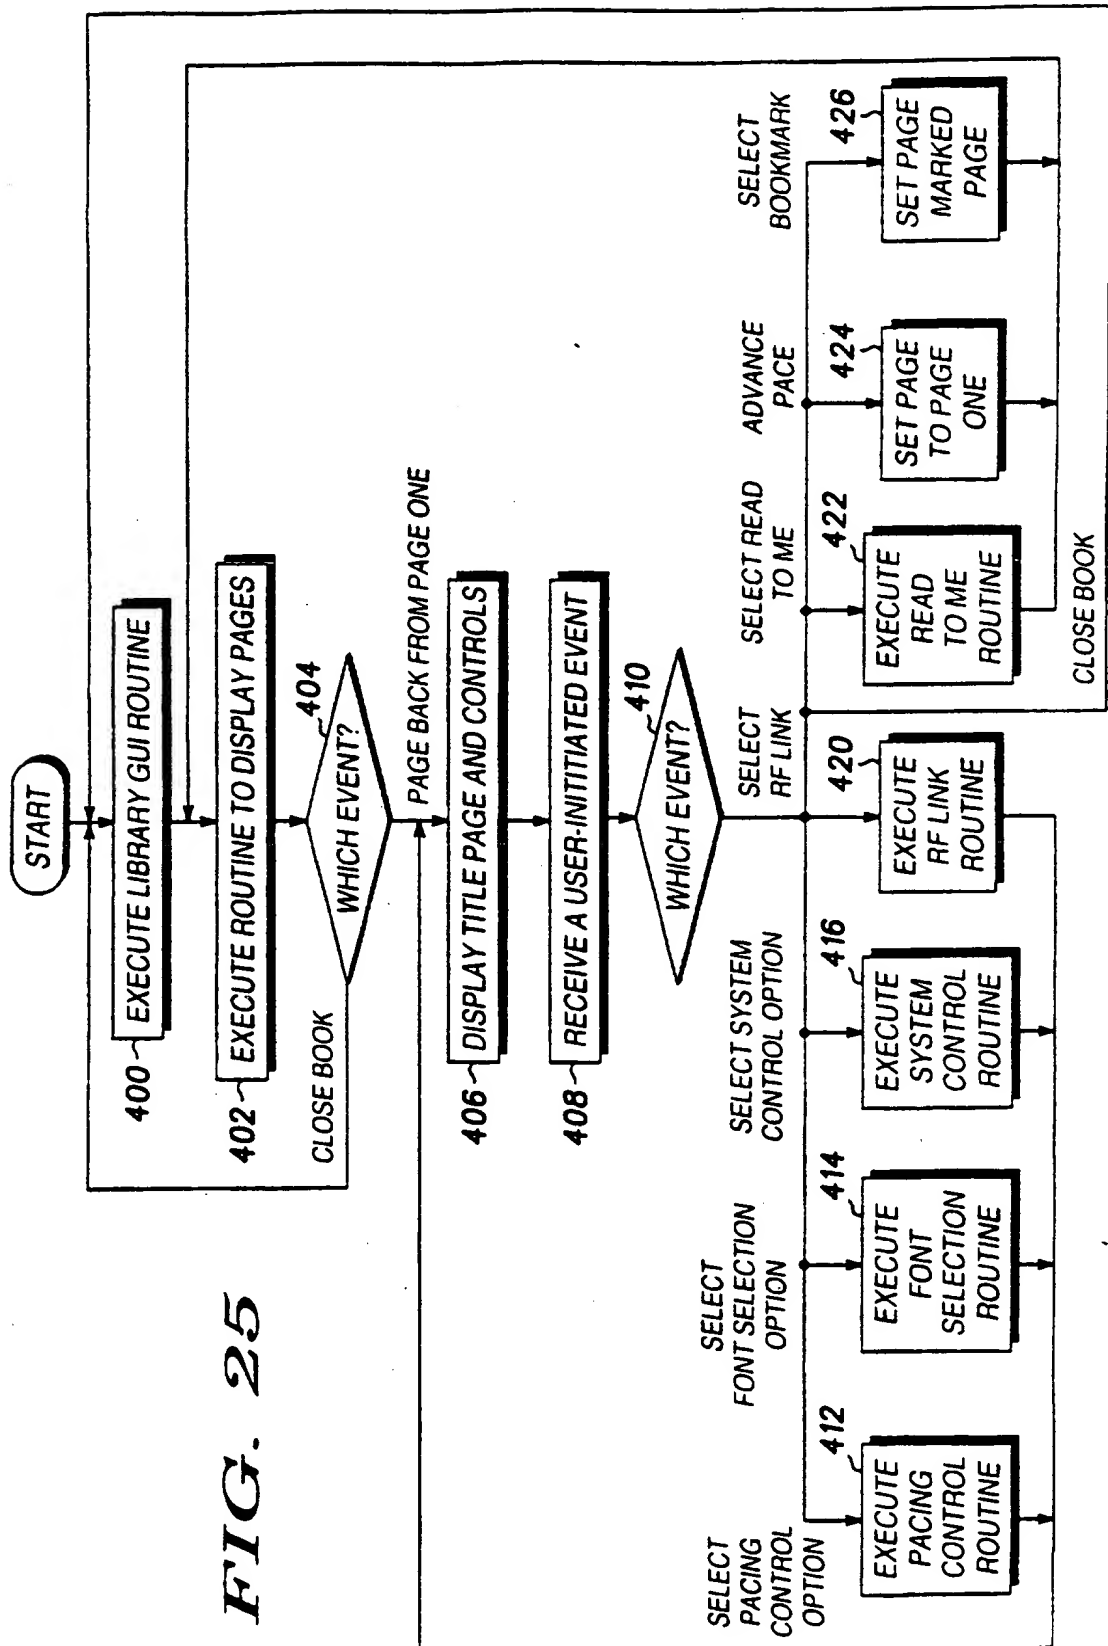 FIG. 25
START
EXECUTE LIBRARY GUI ROUTINE
400
EXECUTE ROUTINE TO DISPLAY PAGES
402
WHICH EVENT?
404
CLOSE BOOK
PAGE BACK FROM PAGE ONE
DISPLAY TITLE PAGE AND CONTROLS
406
RECEIVE A USER-INITITIATED EVENT
408
WHICH EVENT?
410
SELECT
PACING
CONTROL
OPTION
412
EXECUTE
PACING
CONTROL
ROUTINE
SELECT
FONT SELECTION
OPTION
414
EXECUTE
FONT
SELECTION
ROUTINE
SELECT SYSTEM
CONTROL OPTION
416
EXECUTE
SYSTEM
CONTROL
ROUTINE
SELECT
RF LINK
420
EXECUTE
RF LINK
ROUTINE
SELECT READ
TO ME
422
EXECUTE
READ
TO ME
ROUTINE
ADVANCE
PACE
424
SET PAGE
TO PAGE
ONE
SELECT
BOOKMARK
426
SET PAGE
MARKED
PAGE
CLOSE BOOK